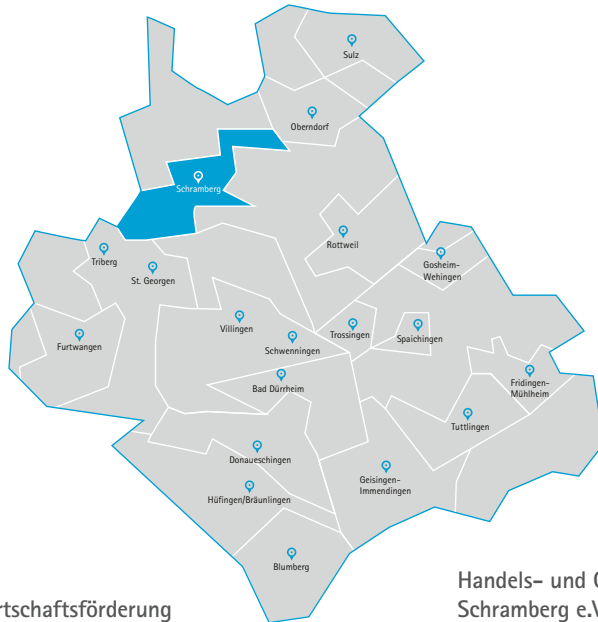 Sulz
Oberndorf
Schramberg
Rottweil
Triberg
Gosheim-
Wehingen
St. Georgen
Villingen
Trossingen
Spaichingen
Furtwangen
Schwenningen
Fridingen-
Mühlheim
Bad Dürrheim
Tuttlingen
Donaueschingen
Geisingen-
Immendingen
Hüfingen/Bräunlingen
Blumberg
Handels- und
rtschaftsförderung
Schramberg e.V